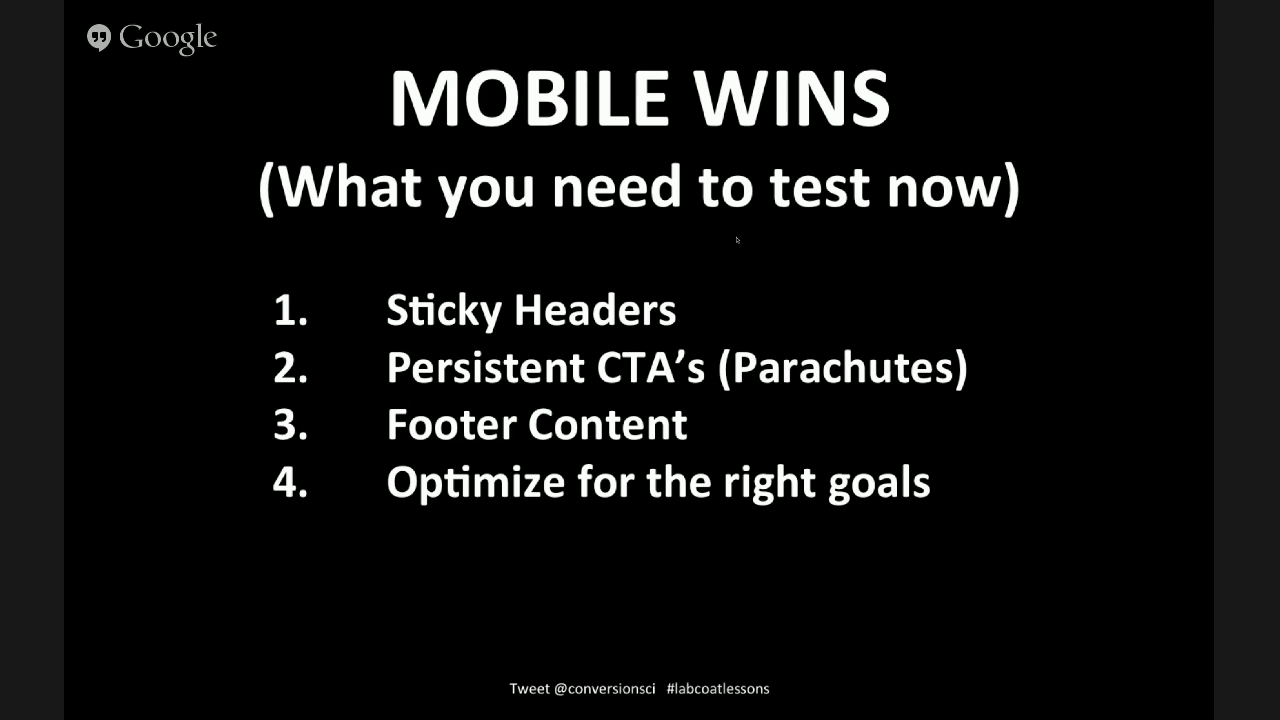 Google
MOBILE WINS
(What you need to test now)
1. Sticky Headers
2. Persistent CTA’s (Parachutes)
3. Footer Content
4. Optimize for the right goals
Tweet @conversionsci #labcoatlessons